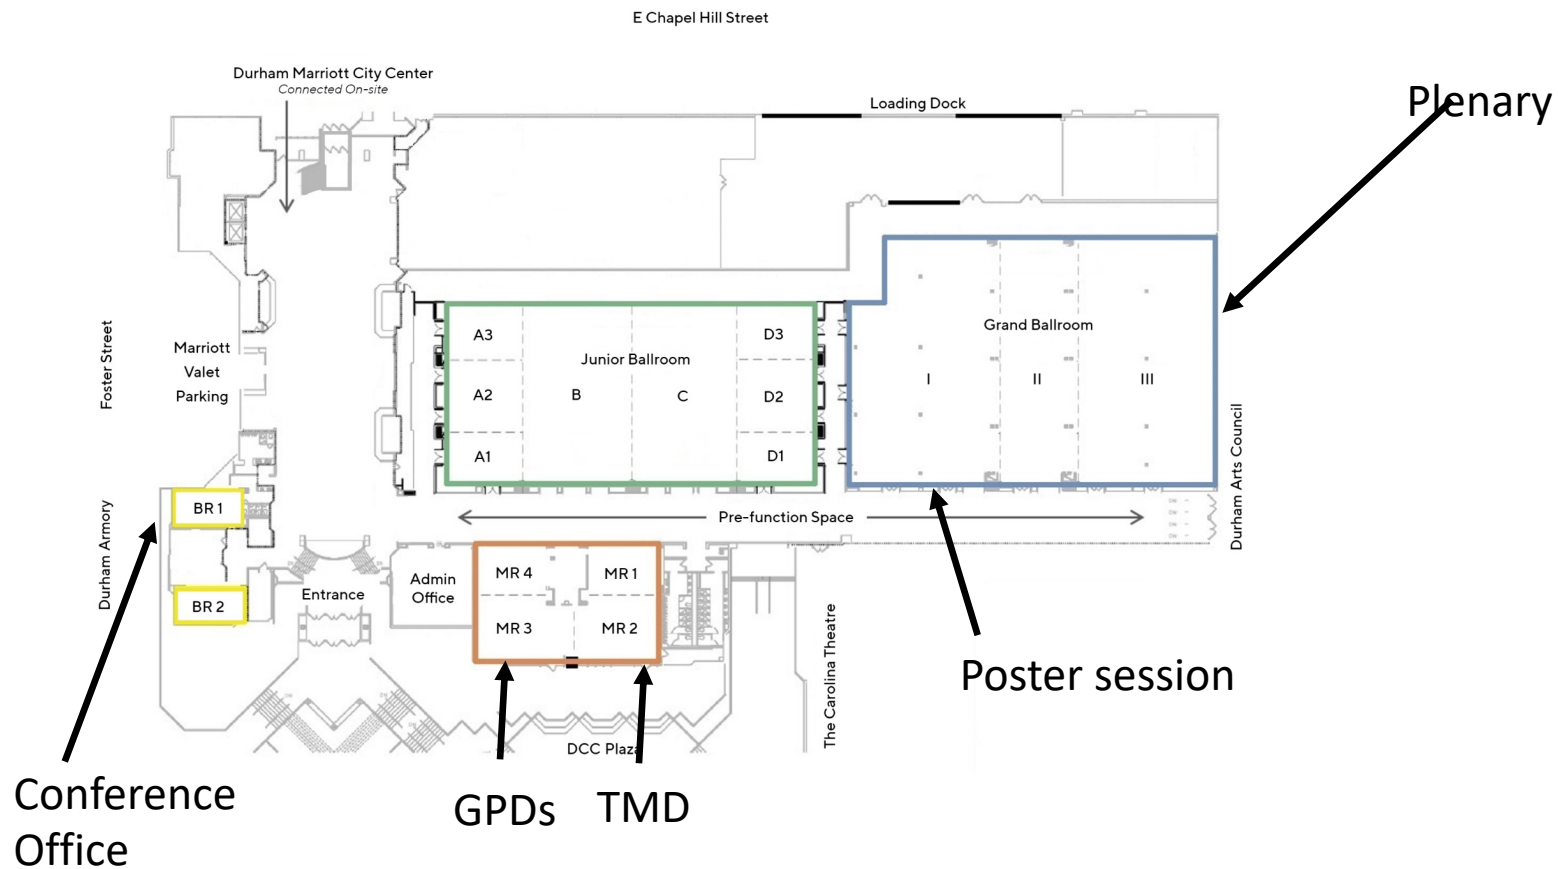 E Chapel Hill Street
Durham Marriott City Center
Connected On-site
Loading Dock
Plenary
Foster Street
Marriott
Valet
Parking
A3
A2
A1
Junior Ballroom
B
C
D3
D2
D1
Grand Ballroom
I
II
III
Durham Arts Council
BR 1
Pre-function Space
Durham Armory
BR 2
Entrance
Admin
Office
MR 4
MR 1
MR 3
MR 2
The Carolina Theatre
Poster session
DCC Plaza
Conference
Office
GPDs
TMD